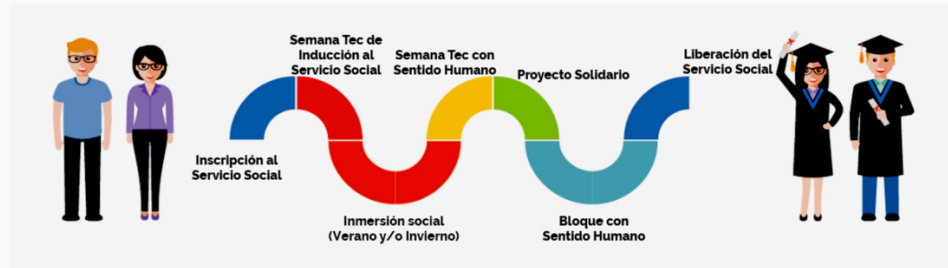 Inscripción al
Servicio Social
Semana Tec de
Inducción al
Servicio Social
Inmersión social
(Verano y/o Invierno)
Semana Tec con
Sentido Humano
Proyecto Solidario
Bloque con
Sentido Humano
Liberación del
Servicio Social